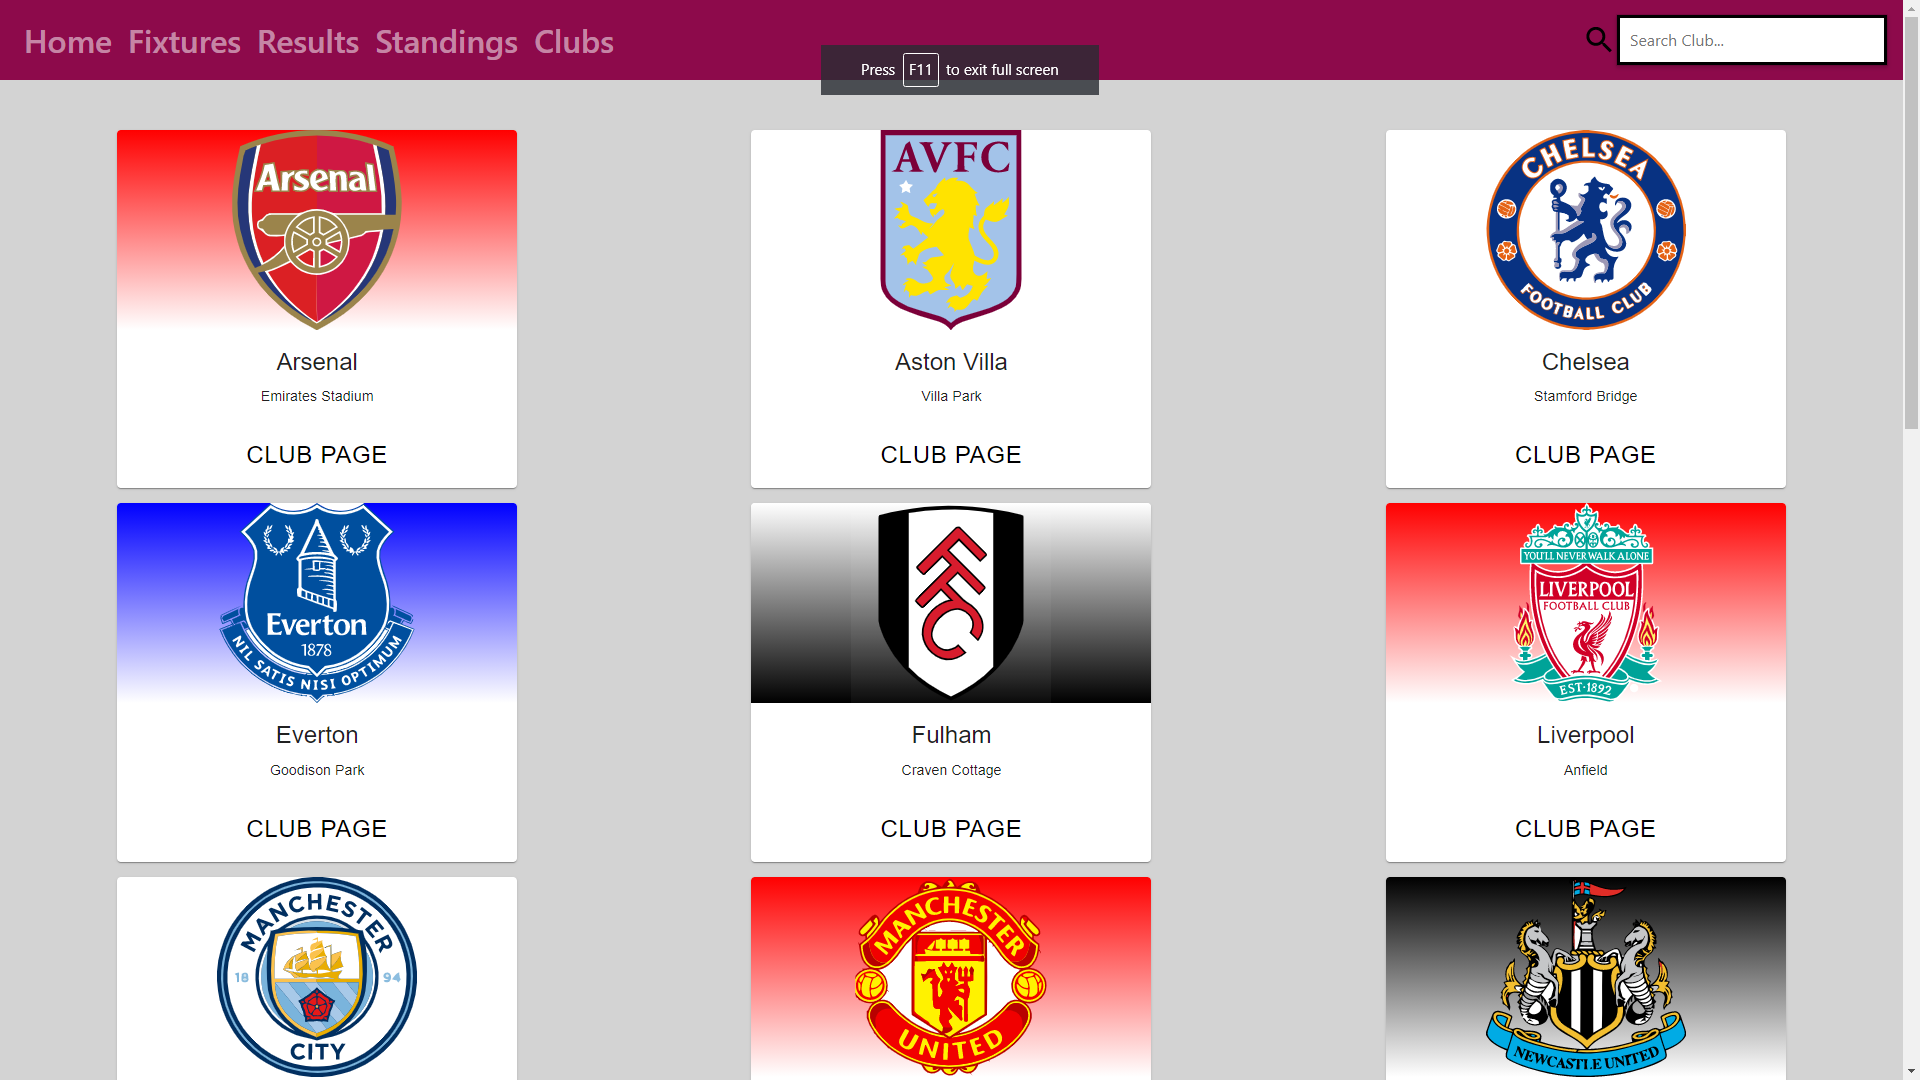 Home Fixtures Results Standings Clubs
Search Club...
Press F11 to exit full screen
Arsenal
AVFC
CHELSEA
FOOTBALL CLUB
Arsenal
Aston Villa
Chelsea
Emirates Stadium
Villa Park
Stamford Bridge
CLUB PAGE
CLUB PAGE
CLUB PAGE
Everton
1878
NIL SATIS NISI OPTIMUM
FFC
YOU'LL NEVER WALK ALONE
LIVERPOOL
FOOTBALL CLUB
EST·1892
Everton
Fulham
Liverpool
Goodison Park
Craven Cottage
Anfield
CLUB PAGE
CLUB PAGE
CLUB PAGE
MANCHESTER
18 94
CITY
MANCHESTER
UNITED
NEWCASTLE UNITED